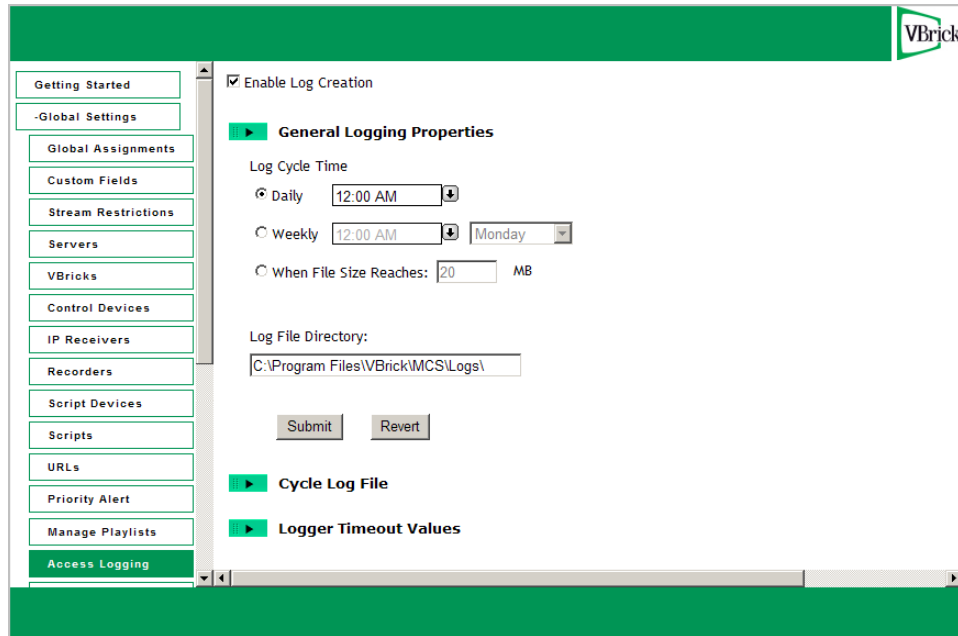 VBrick
Getting Started
-Global Settings
Global Assignments
Custom Fields
Stream Restrictions
Servers
VBricks
Control Devices
IP Receivers
Recorders
Script Devices
Scripts
URLs
Priority Alert
Manage Playlists
Access Logging
Enable Log Creation
General Logging Properties
Log Cycle Time
Daily 12:00 AM
Weekly 12:00 AM Monday
When File Size Reaches: 20 MB
Log File Directory:
C:\Program Files\VBrick\MCS\Logs\
Submit Revert
Cycle Log File
Logger Timeout Values